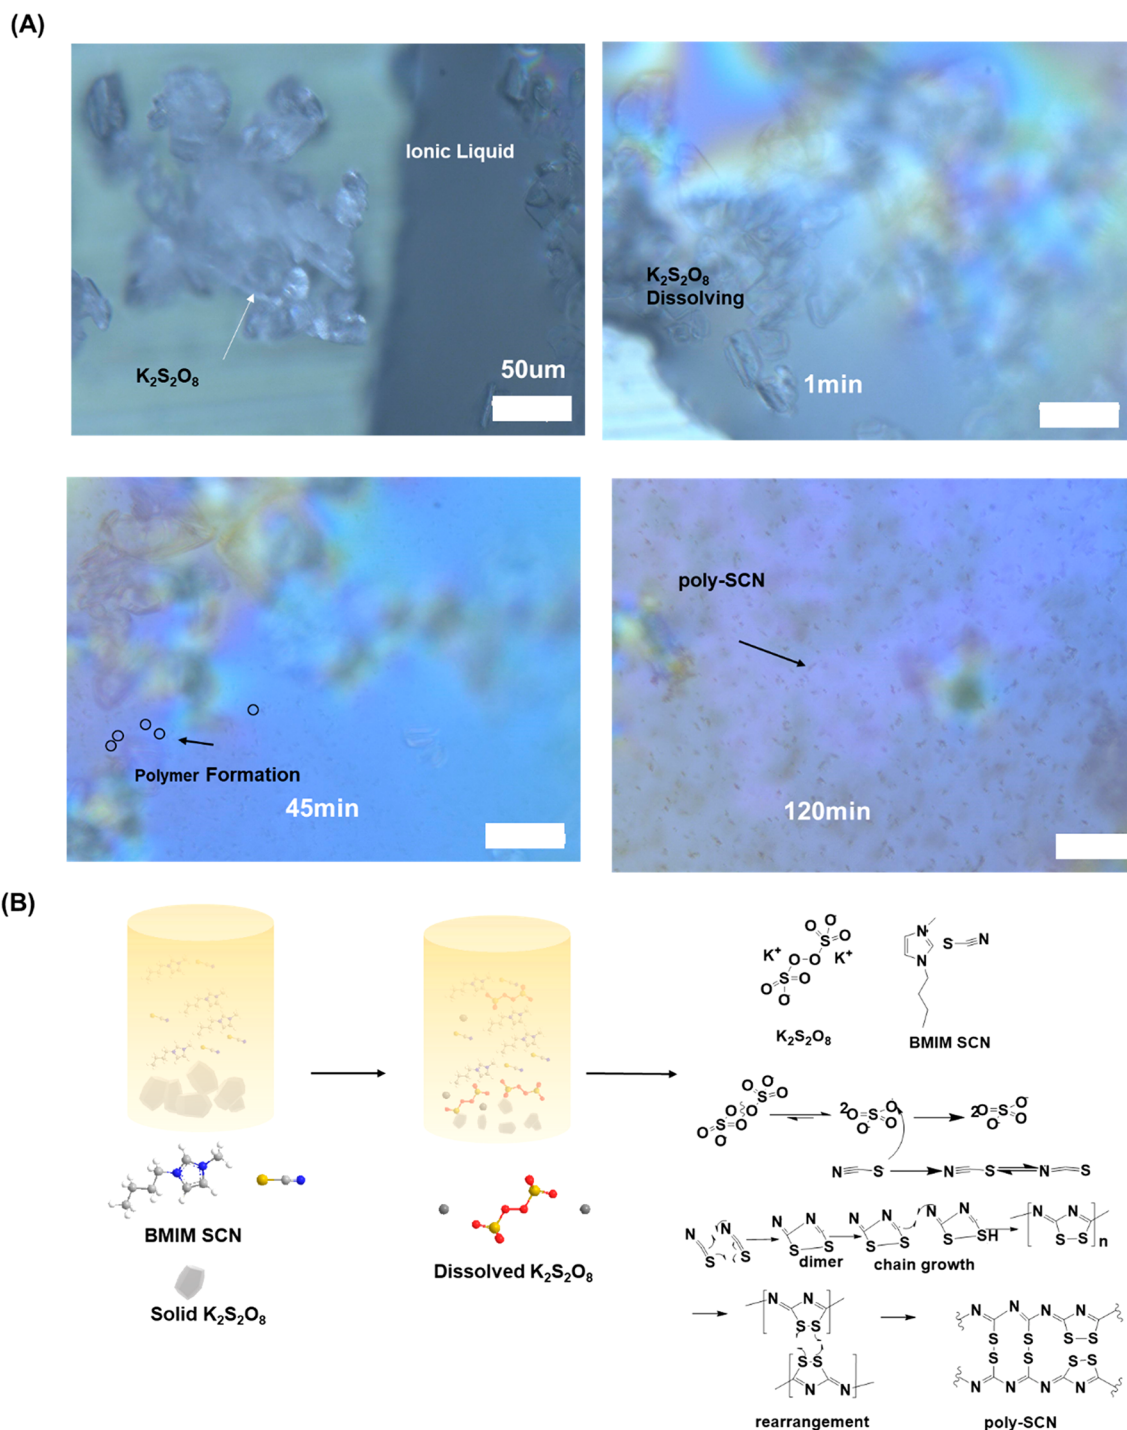 (A)
Ionic Liquid
K₂S₂O₈
50um
K₂S₂O₈
Dissolving
1min
Polymer Formation
45min
poly-SCN
120min
(B)
BMIM SCN
Solid K₂S₂O₈
Dissolved K₂S₂O₈
K⁺
K⁺
K₂S₂O₈
BMIM SCN
dimer
chain growth
rearrangement
poly-SCN